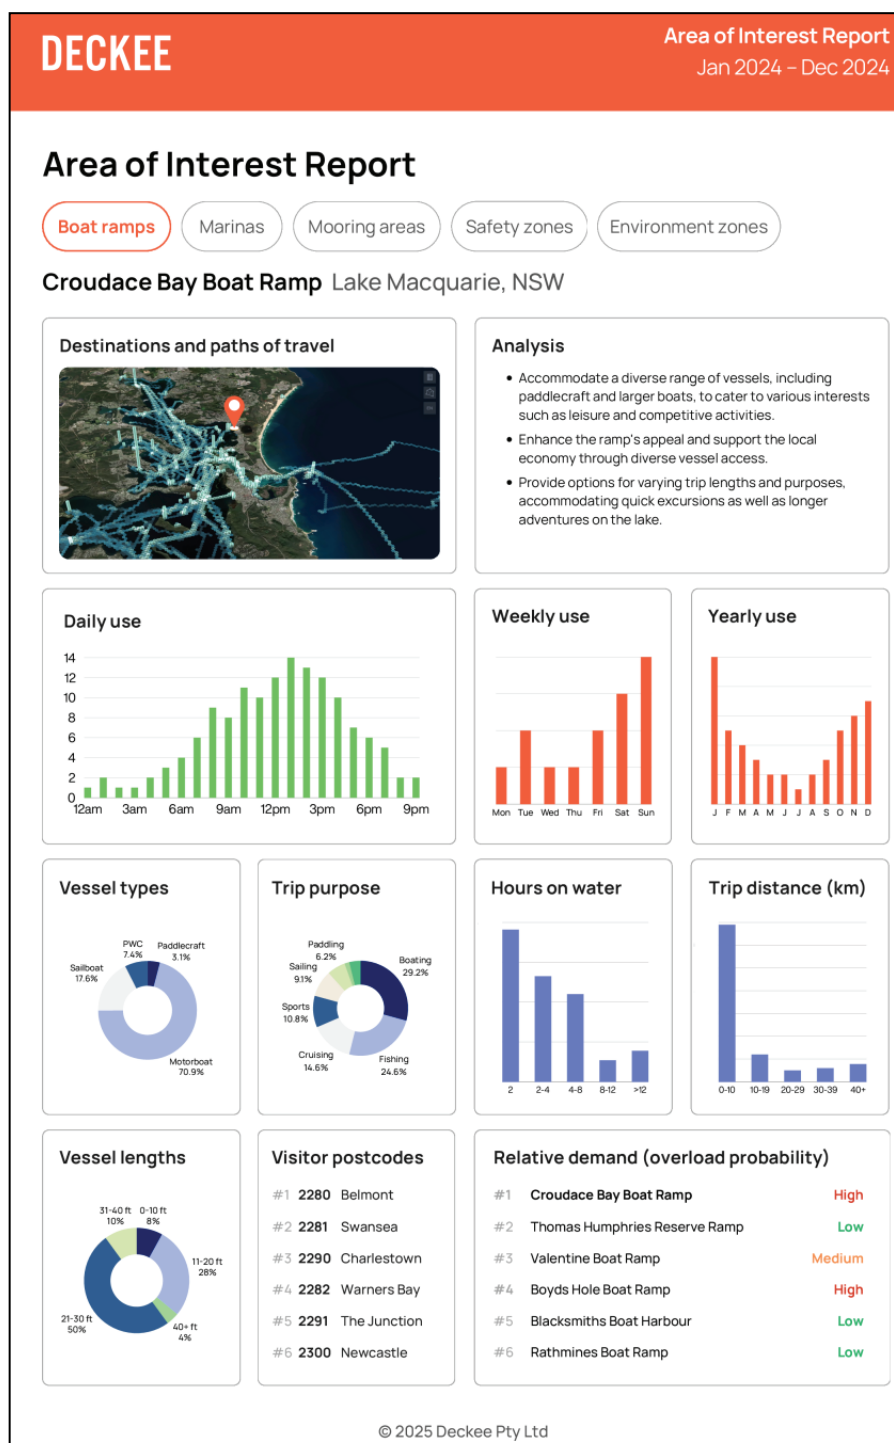 DECKEE
Area of Interest Report
Jan 2024 – Dec 2024
Area of Interest Report
Boat ramps
Marinas
Mooring areas
Safety zones
Environment zones
Croudace Bay Boat Ramp Lake Macquarie, NSW
Destinations and paths of travel
Analysis
• Accommodate a diverse range of vessels, including
paddlecraft and larger boats, to cater to various interests
such as leisure and competitive activities.
• Enhance the ramp's appeal and support the local
economy through diverse vessel access.
• Provide options for varying trip lengths and purposes,
accommodating quick excursions as well as longer
adventures on the lake.
Daily use
14
12
10
8
6
4
2
0
12am 3am 6am 9am 12pm 3pm 6pm 9pm
Weekly use
Mon Tue Wed Thu Fri Sat Sun
Yearly use
J F M A M J J A S O N D
Vessel types
PWC
7.4%
Paddlecraft
3.1%
Sailboat
17.6%
Motorboat
70.9%
Trip purpose
Paddling
6.2%
Boating
29.2%
Sailing
9.1%
Sports
10.8%
Cruising
14.6%
Fishing
24.6%
Hours on water
2 2-4 4-8 8-12 >12
Trip distance (km)
0-10 10-19 20-29 30-39 40+
Vessel lengths
31-40 ft
10%
0-10 ft
8%
11-20 ft
28%
21-30 ft
50%
40+ ft
4%
Visitor postcodes
#1 2280 Belmont
#2 2281 Swansea
#3 2290 Charlestown
#4 2282 Warners Bay
#5 2291 The Junction
#6 2300 Newcastle
Relative demand (overload probability)
#1 Croudace Bay Boat Ramp High
#2 Thomas Humphries Reserve Ramp Low
#3 Valentine Boat Ramp Medium
#4 Boyds Hole Boat Ramp High
#5 Blacksmiths Boat Harbour Low
#6 Rathmines Boat Ramp Low
© 2025 Deckee Pty Ltd